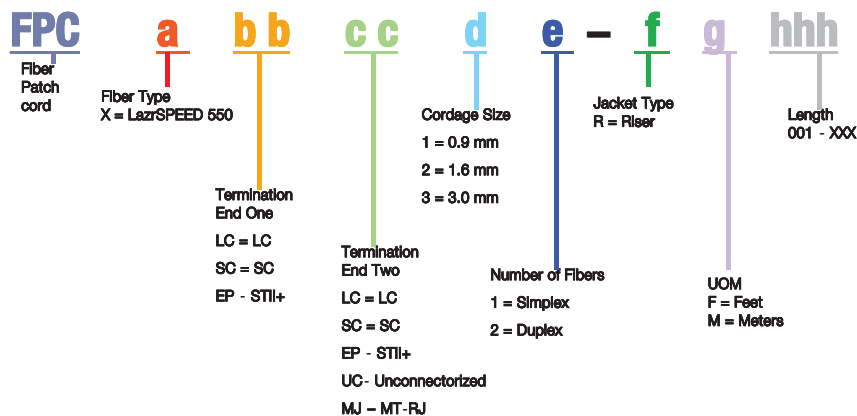 FPC a b b c c d e – f g hhh
Fiber
Patch
cord
Fiber Type
X = LazrSPEED 550
Termination
End One
LC = LC
SC = SC
EP - STII+
Termination
End Two
LC = LC
SC = SC
EP - STII+
UC- Unconnectorized
MJ – MT-RJ
Cordage Size
1 = 0.9 mm
2 = 1.6 mm
3 = 3.0 mm
Number of Fibers
1 = Simplex
2 = Duplex
Jacket Type
R = Riser
UOM
F = Feet
M = Meters
Length
001 - XXX